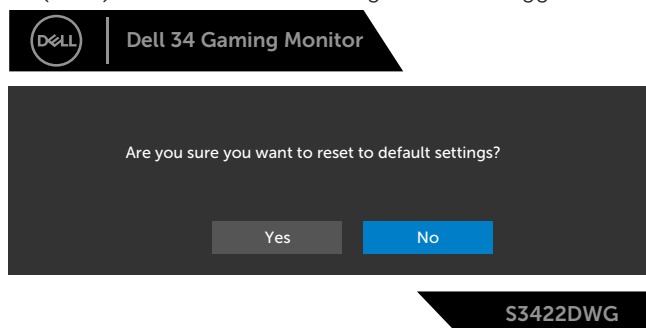 DELL
Dell 34 Gaming Monitor
Are you sure you want to reset to default settings?
Yes
No
S3422DWG